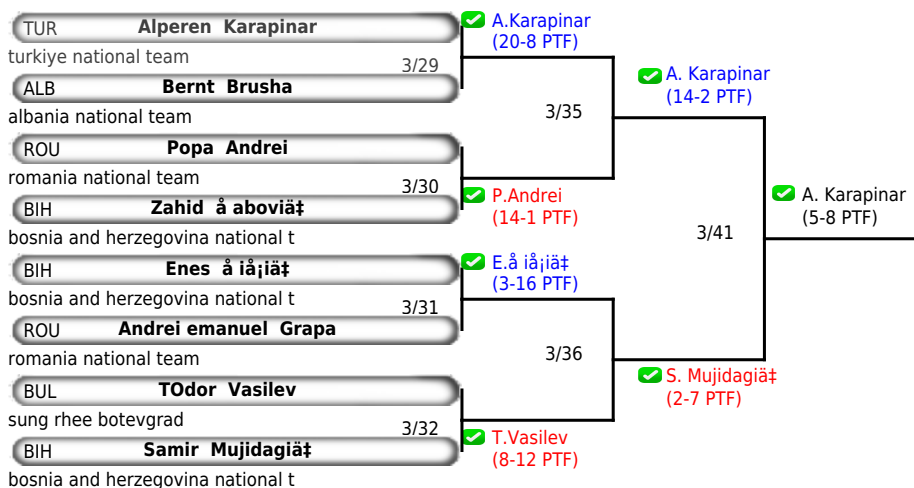 TUR Alperen Karapinar
turkiye national team
3/29
ALB Bernt Brusha
albania national team
ROU Popa Andrei
romania national team
3/30
BIH Zahid å aboviä‡
bosnia and herzegovina national t
BIH Enes å iå¡iä‡
bosnia and herzegovina national t
3/31
ROU Andrei emanuel Grapa
romania national team
BUL TOdor Vasilev
sung rhee botevgrad
3/32
BIH Samir Mujidagiä‡
bosnia and herzegovina national t
A.Karapinar
(20-8 PTF)
3/35
P.Andrei
(14-1 PTF)
E.å iå¡iä‡
(3-16 PTF)
3/36
T.Vasilev
(8-12 PTF)
A. Karapinar
(14-2 PTF)
3/41
S. Mujidagiä‡
(2-7 PTF)
A. Karapinar
(5-8 PTF)